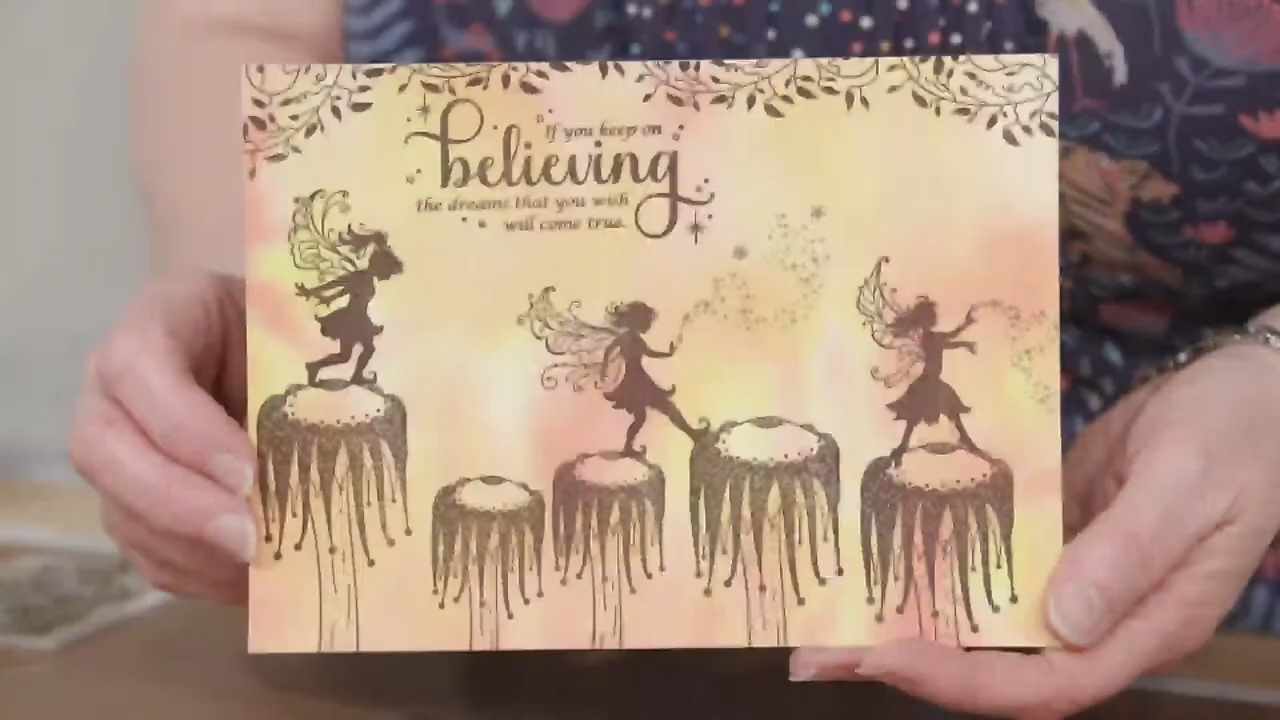 If you keep on
believing
the dreams that you wish
will come true.